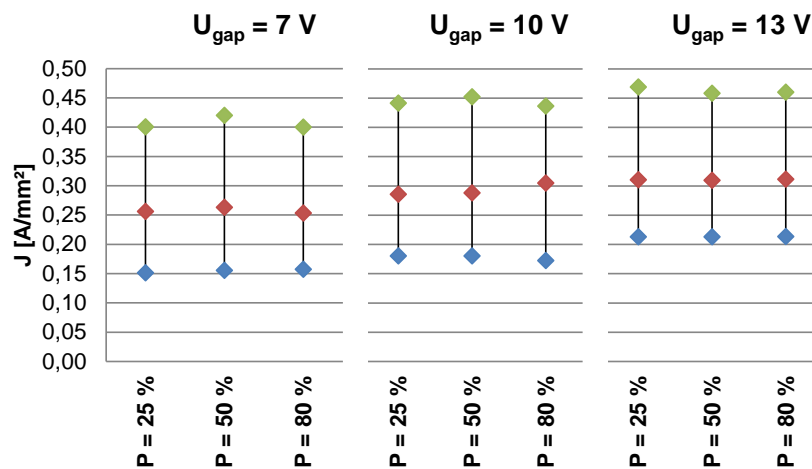 U_gap = 7 V
U_gap = 10 V
U_gap = 13 V
J [A/mm²]
0,50
0,45
0,40
0,35
0,30
0,25
0,20
0,15
0,10
0,05
0,00
P = 25 %
P = 50 %
P = 80 %
P = 25 %
P = 50 %
P = 80 %
P = 25 %
P = 50 %
P = 80 %